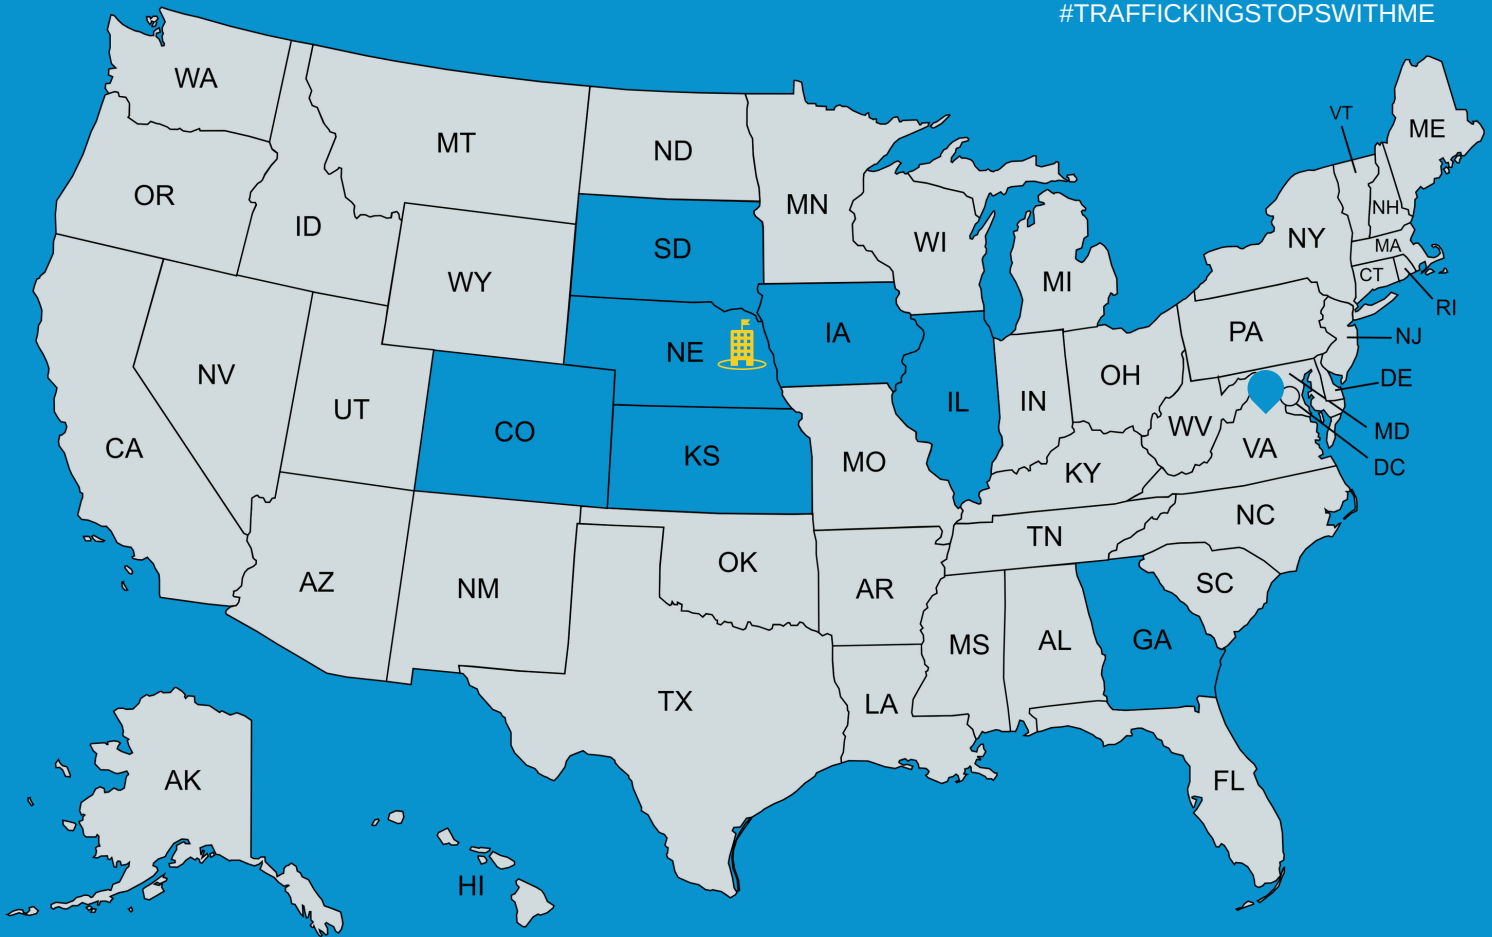 #TRAFFICKINGSTOPSWITHME
WA
MT
ND
MN
OR
ID
WY
SD
WI
MI
NY
VT
NH
ME
MA
CT
RI
NV
UT
CO
NE
IA
IL
IN
OH
PA
NJ
DE
MD
DC
CA
KS
MO
KY
WV
VA
AZ
NM
OK
AR
TN
NC
SC
TX
LA
MS
AL
GA
FL
AK
HI